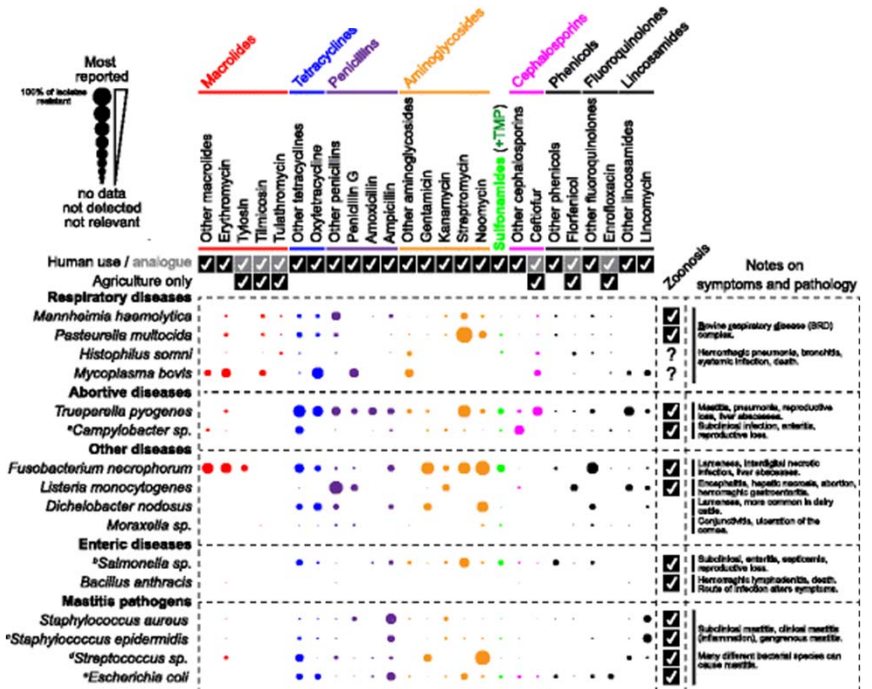 Most
reported
100% of isolates
resistant
no data
not detected
not relevant
Macrolides
Tetracyclines
Penicillins
Aminoglycosides
Cephalosporins
Phenicols
Fluoroquinolones
Lincosamides
Other macrolides
Erythromycin
Tylosin
Tilmicosin
Tulathromycin
Other tetracyclines
Oxytetracycline
Other penicillins
Penicillin G
Amoxicillin
Ampicillin
Other aminoglycosides
Gentamicin
Kanamycin
Streptomycin
Neomycin
Sulfonamides (+TMP)
Other cephalosporins
Ceftiofur
Other phenicols
Florfenicol
Other fluoroquinolones
Enrofloxacin
Other lincosamides
Lincomycin
Human use / analogue
Agriculture only
Zoonosis
Notes on
symptoms and pathology
Respiratory diseases
Mannheimia haemolytica
Pasteurella multocida
Bovine respiratory disease (BRD)
complex.
Histophilus somni
?
Hemorrhagic pneumonia, bronchitis,
systemic infection, death.
Mycoplasma bovis
?
Abortive diseases
Trueperella pyogenes
Mastitis, pneumonia, reproductive
loss, liver abscesses.
Campylobacter sp.
Subclinical infection, enteritis,
reproductive loss.
Other diseases
Fusobacterium necrophorum
Lameness, interdigital necrotic
infection, liver abscesses.
Listeria monocytogenes
Encephalitis, hepatic necrosis, abortion,
hemorrhagic gastroenteritis.
Dichelobacter nodosus
Lameness, more common in dairy
cattle.
Moraxella sp.
Conjunctivitis, ulceration of the
cornea.
Enteric diseases
bSalmonella sp.
Subclinical, enteritis, septicemia,
reproductive loss.
Bacillus anthracis
Hemorrhagic lymphadenitis, death.
Route of infection alters symptoms.
Mastitis pathogens
Staphylococcus aureus
Staphylococcus epidermidis
Subclinical mastitis, clinical mastitis
(inflammation), gangrenous mastitis.
dStreptococcus sp.
Many different bacterial species can
cause mastitis.
Escherichia coli